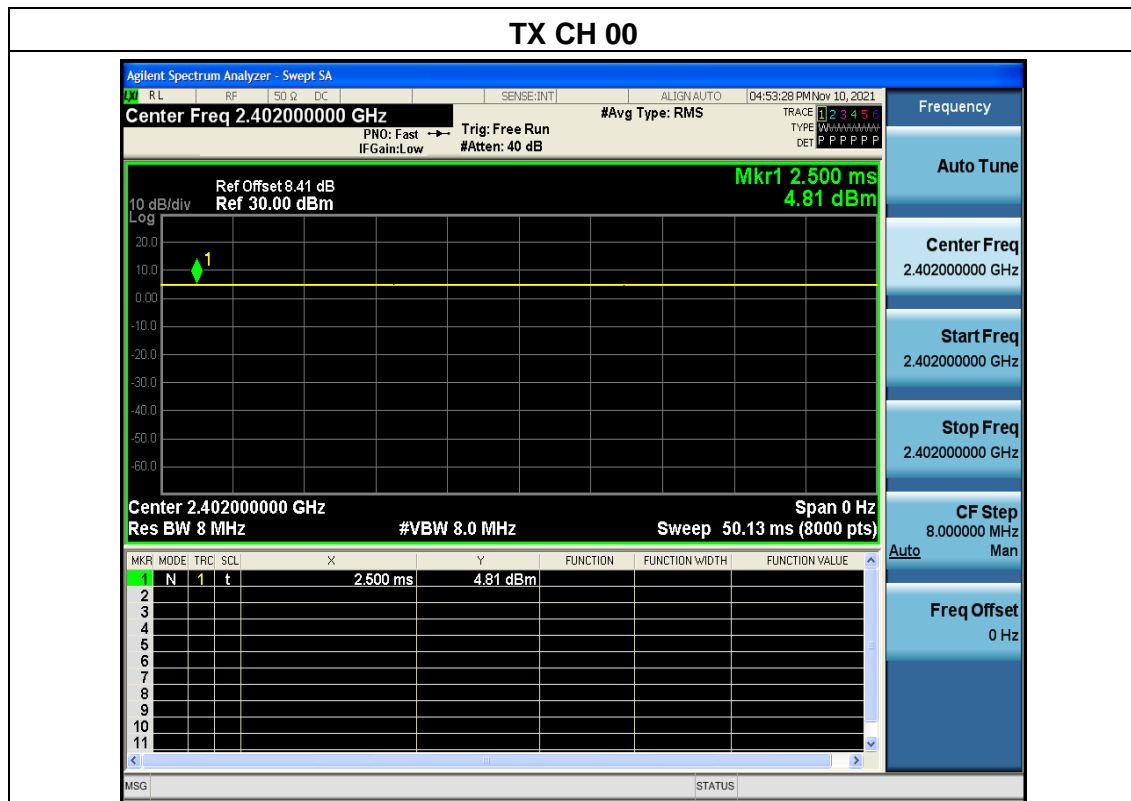 TX CH 00
Agilent Spectrum Analyzer - Swept SA
LXI RL RF 50 Ω DC SENSE:INT ALIGN AUTO 04:53:28 PM Nov 10, 2021
Center Freq 2.402000000 GHz
#Avg Type: RMS
TRACE 1 2 3 4 5 6
PNO: Fast
Trig: Free Run
TYPE WWWWWW
IFGain:Low
#Atten: 40 dB
DET P P P P P P
Mkr1 2.500 ms
4.81 dBm
Ref Offset 8.41 dB
10 dB/div Ref 30.00 dBm
Log
20.0
1
10.0
0.00
-10.0
-20.0
-30.0
-40.0
-50.0
-60.0
Center 2.402000000 GHz Span 0 Hz
Res BW 8 MHz #VBW 8.0 MHz Sweep 50.13 ms (8000 pts)
MKR MODE TRC SCL X Y FUNCTION FUNCTION WIDTH FUNCTION VALUE
1 N 1 t 2.500 ms 4.81 dBm
2
3
4
5
6
7
8
9
10
11
MSG STATUS
Frequency
Auto Tune
Center Freq
2.402000000 GHz
Start Freq
2.402000000 GHz
Stop Freq
2.402000000 GHz
CF Step
8.000000 MHz
Auto Man
Freq Offset
0 Hz